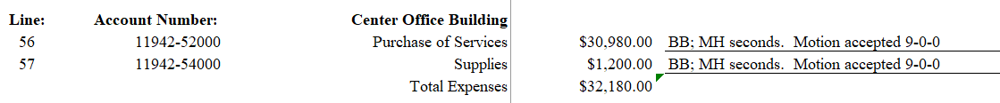 Line: Account Number: Center Office Building
56 11942-52000 Purchase of Services $30,980.00 BB; MH seconds. Motion accepted 9-0-0
57 11942-54000 Supplies $1,200.00 BB; MH seconds. Motion accepted 9-0-0
Total Expenses $32,180.00